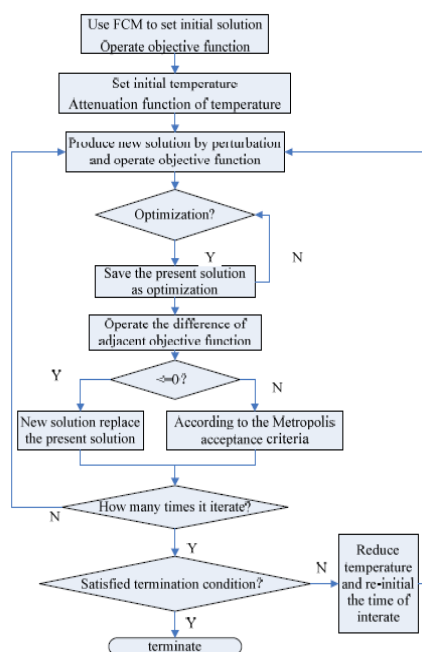 Use FCM to set initial solution
Operate objective function
Set initial temperature
Attenuation function of temperature
Produce new solution by perturbation
and operate objective function
Optimization?
Y
N
Save the present solution
as optimization
Operate the difference of
adjacent objective function
Y
<=0?
N
New solution replace
the present solution
According to the Metropolis
acceptance criteria
How many times it iterate?
N
Y
Satisfied termination condition?
N
Reduce
temperature
and re-initial
the time of
interate
Y
terminate